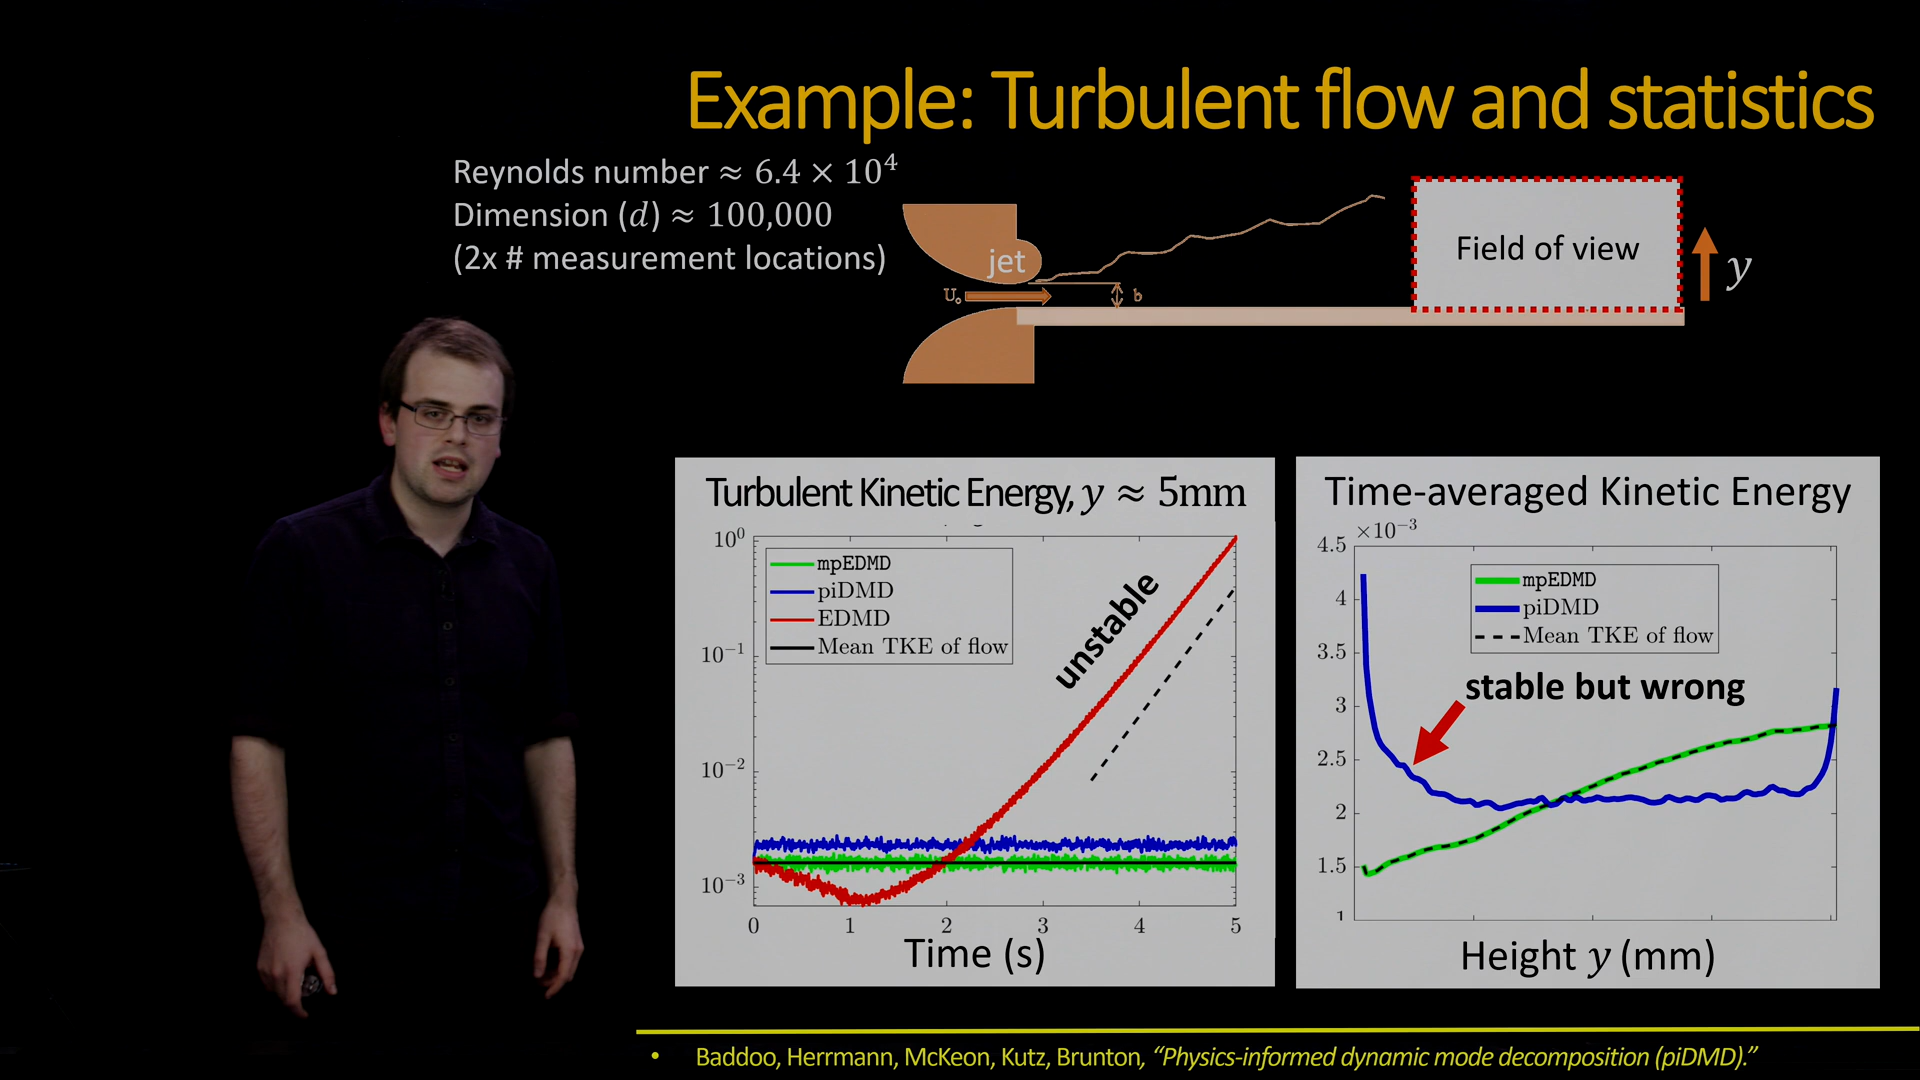 Example: Turbulent flow and statistics
Reynolds number ≈ 6.4 × 10⁴
Dimension (d) ≈ 100,000
(2x # measurement locations)
jet
U₀
b
Field of view
y
Turbulent Kinetic Energy, y ≈ 5mm
10⁰
10⁻¹
10⁻²
10⁻³
mpEDMD
piDMD
EDMD
Mean TKE of flow
unstable
0 1 2 3 4 5
Time (s)
Time-averaged Kinetic Energy
×10⁻³
4.5
4
3.5
3
2.5
2
1.5
1
mpEDMD
piDMD
Mean TKE of flow
stable but wrong
Height y (mm)
• Baddoo, Herrmann, McKeon, Kutz, Brunton, “Physics-informed dynamic mode decomposition (piDMD).”